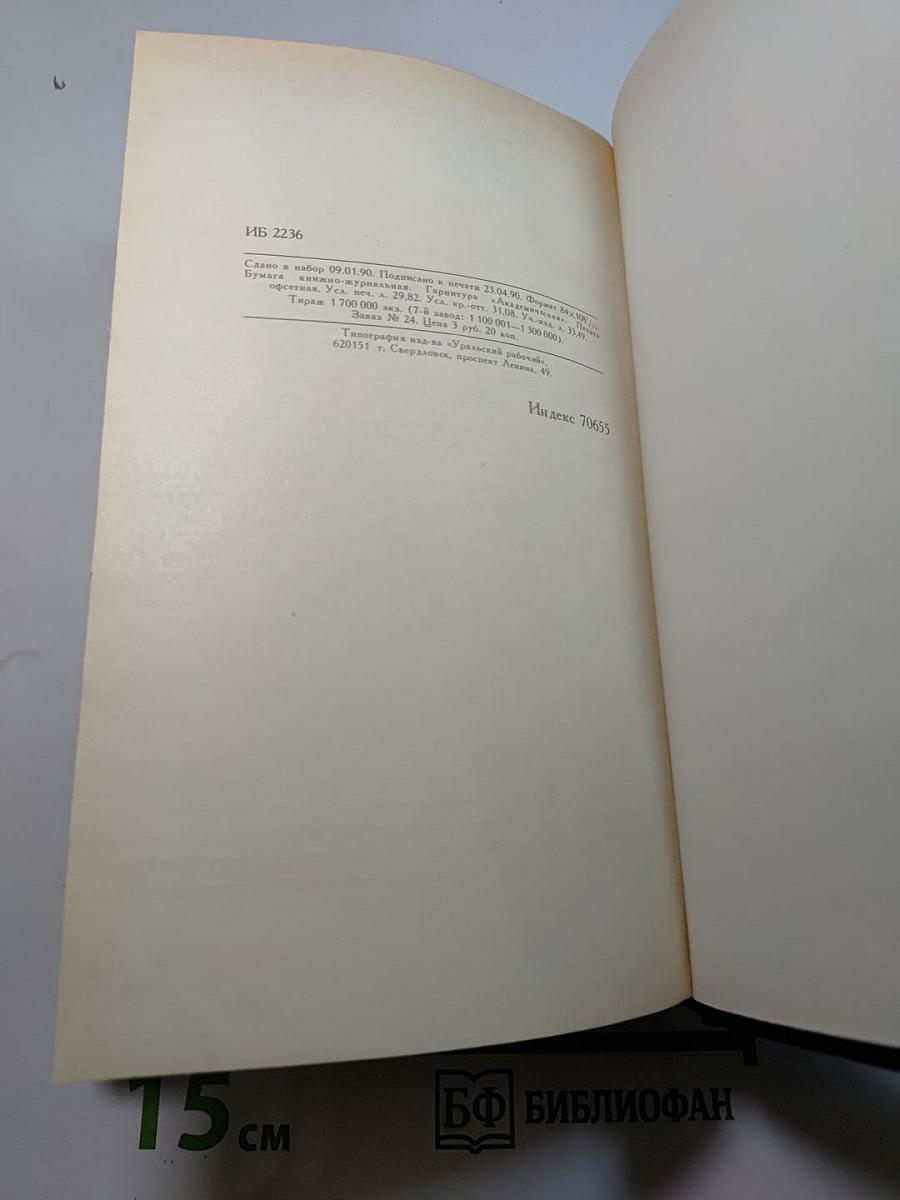 ИБ 2236
Сдано в набор 09.01.90. Подписано к печати 23.04.90. Формат 84×108¹/₃₂.
Бумага книжно-журнальная. Гарнитура «Академическая». Печать
офсетная. Усл. печ. л. 29,82. Усл. кр.-отт. 31,08. Уч.-изд. л. 33,49.
Тираж 1 700 000 экз. (7-й завод: 1 100 001—1 300 000).
Заказ № 24. Цена 3 руб. 20 коп.
Типография изд-ва «Уральский рабочий»,
620151 г. Свердловск, проспект Ленина, 49.
Индекс 70655
15 см
БФ БИБЛИОФАН